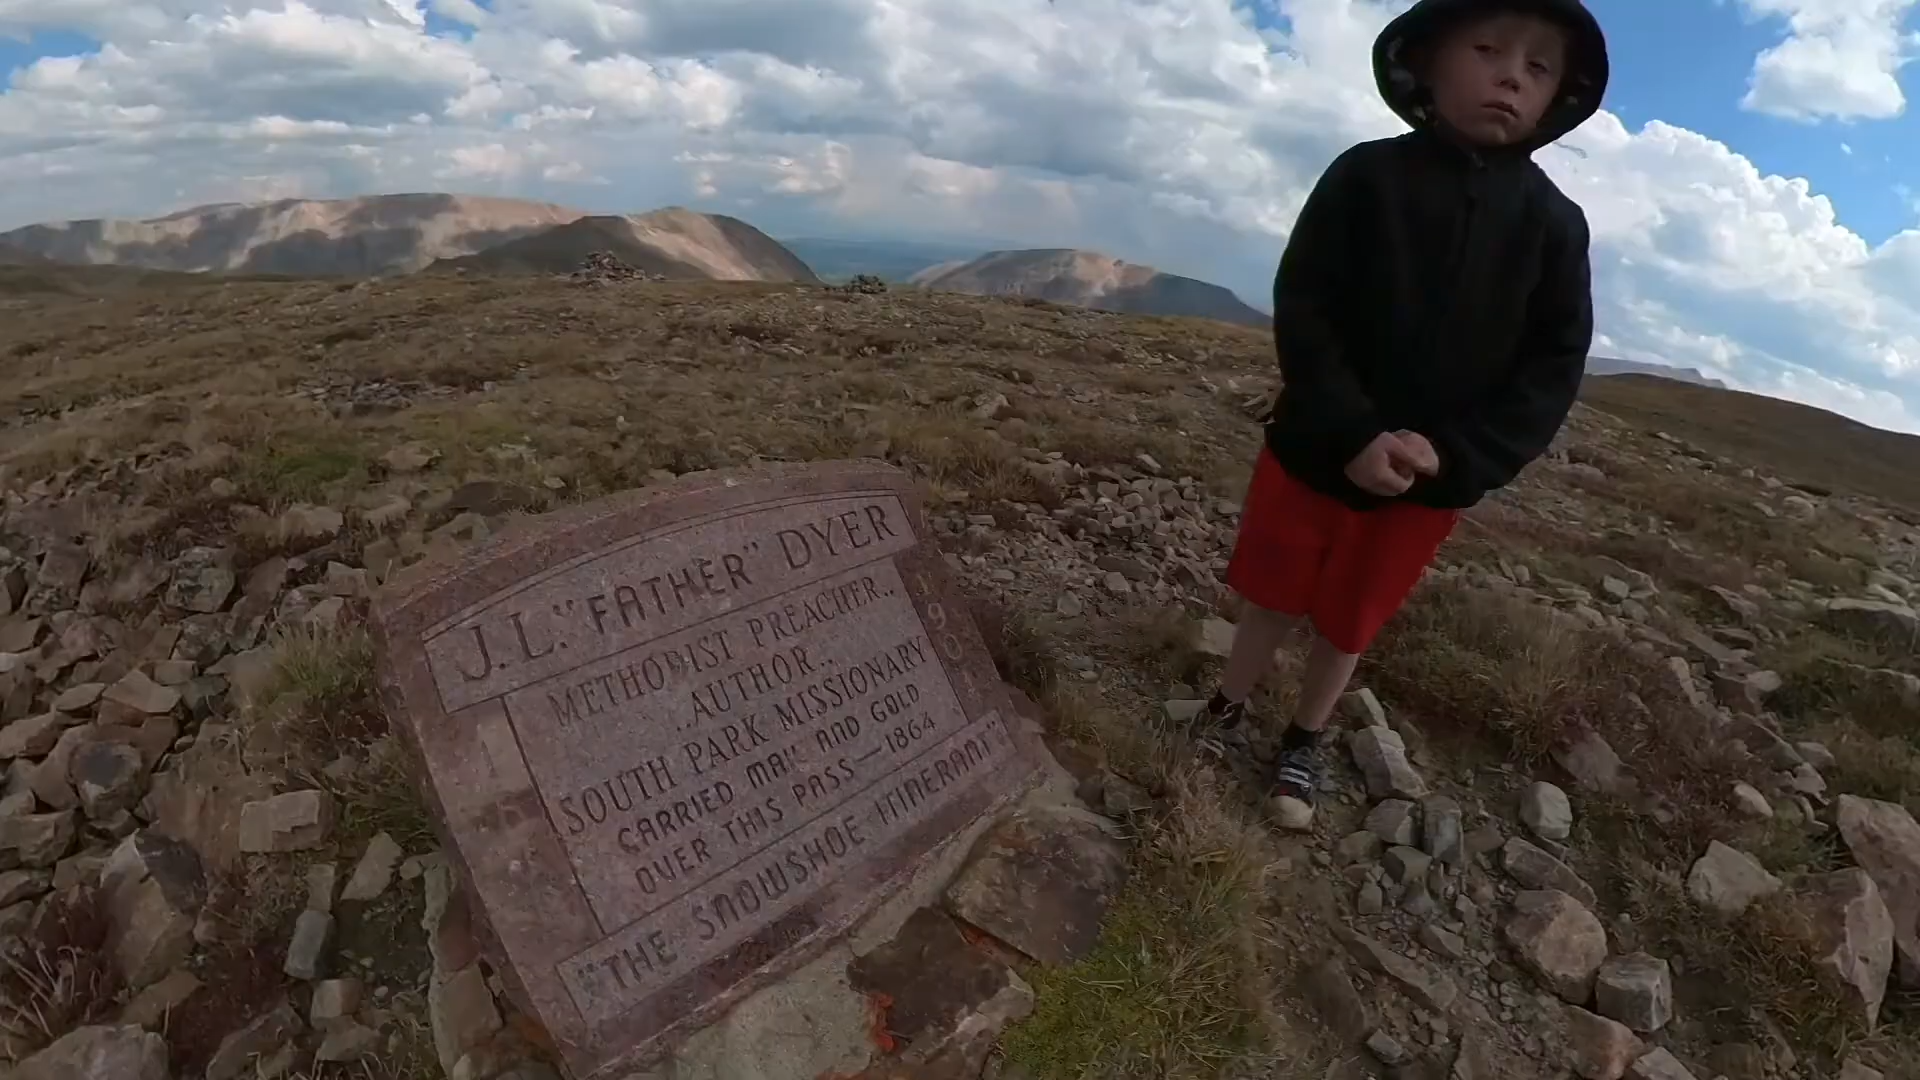 J. L. "FATHER" DYER
METHODIST PREACHER..
..AUTHOR..
SOUTH PARK MISSIONARY
CARRIED MAIL AND GOLD
OVER THIS PASS—1864
"THE SNOWSHOE ITINERANT"